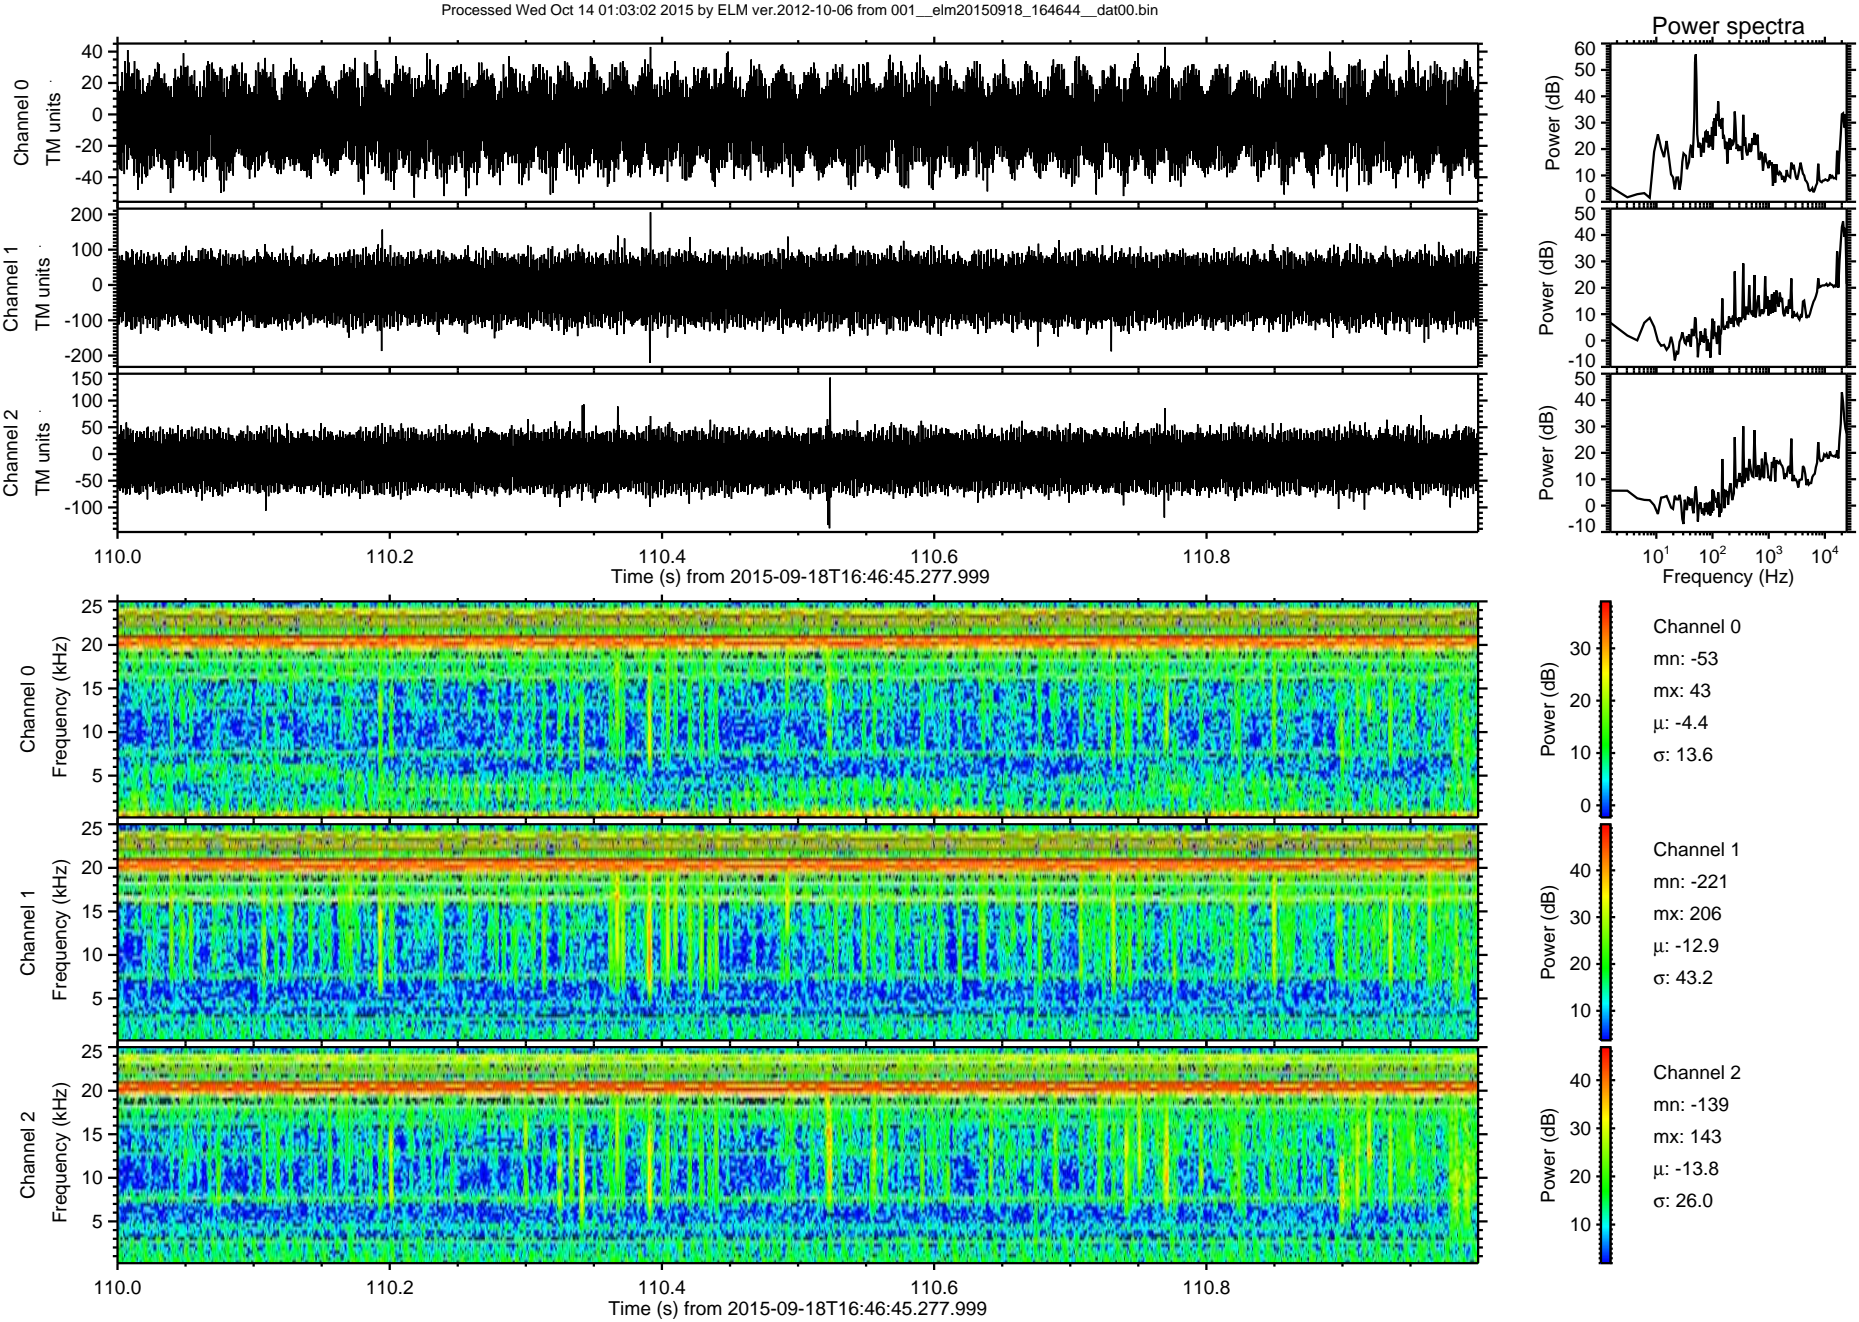 Processed Wed Oct 14 01:03:02 2015 by ELM ver.2012-10-06 from 001__elm20150918_164644__dat00.bin
Power spectra
Channel 0
TM units
40
20
0
-20
-40
Power (dB)
60
50
40
30
20
10
0
Channel 1
TM units
200
100
0
-100
-200
Power (dB)
50
40
30
20
10
0
-10
Channel 2
TM units
150
100
50
0
-50
-100
Power (dB)
50
40
30
20
10
0
-10
110.0 110.2 110.4 110.6 110.8
Time (s) from 2015-09-18T16:46:45.277.999
10^1 10^2 10^3 10^4
Frequency (Hz)
Channel 0
Frequency (kHz)
25
20
15
10
5
Power (dB)
30
20
10
0
Channel 0
mn: -53
mx: 43
µ: -4.4
σ: 13.6
Channel 1
Frequency (kHz)
25
20
15
10
5
Power (dB)
40
30
20
10
Channel 1
mn: -221
mx: 206
µ: -12.9
σ: 43.2
Channel 2
Frequency (kHz)
25
20
15
10
5
Power (dB)
40
30
20
10
Channel 2
mn: -139
mx: 143
µ: -13.8
σ: 26.0
110.0 110.2 110.4 110.6 110.8
Time (s) from 2015-09-18T16:46:45.277.999